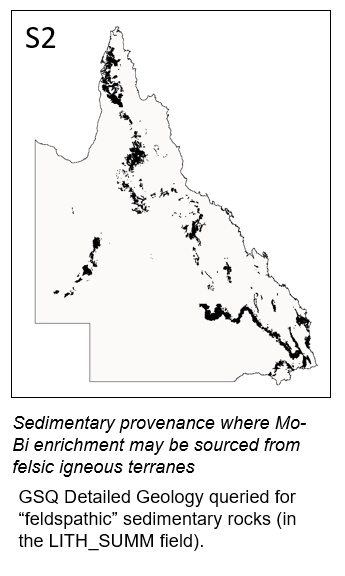 S2
Sedimentary provenance where Mo-
Bi enrichment may be sourced from
felsic igneous terranes
GSQ Detailed Geology queried for
“feldspathic” sedimentary rocks (in
the LITH_SUMM field).